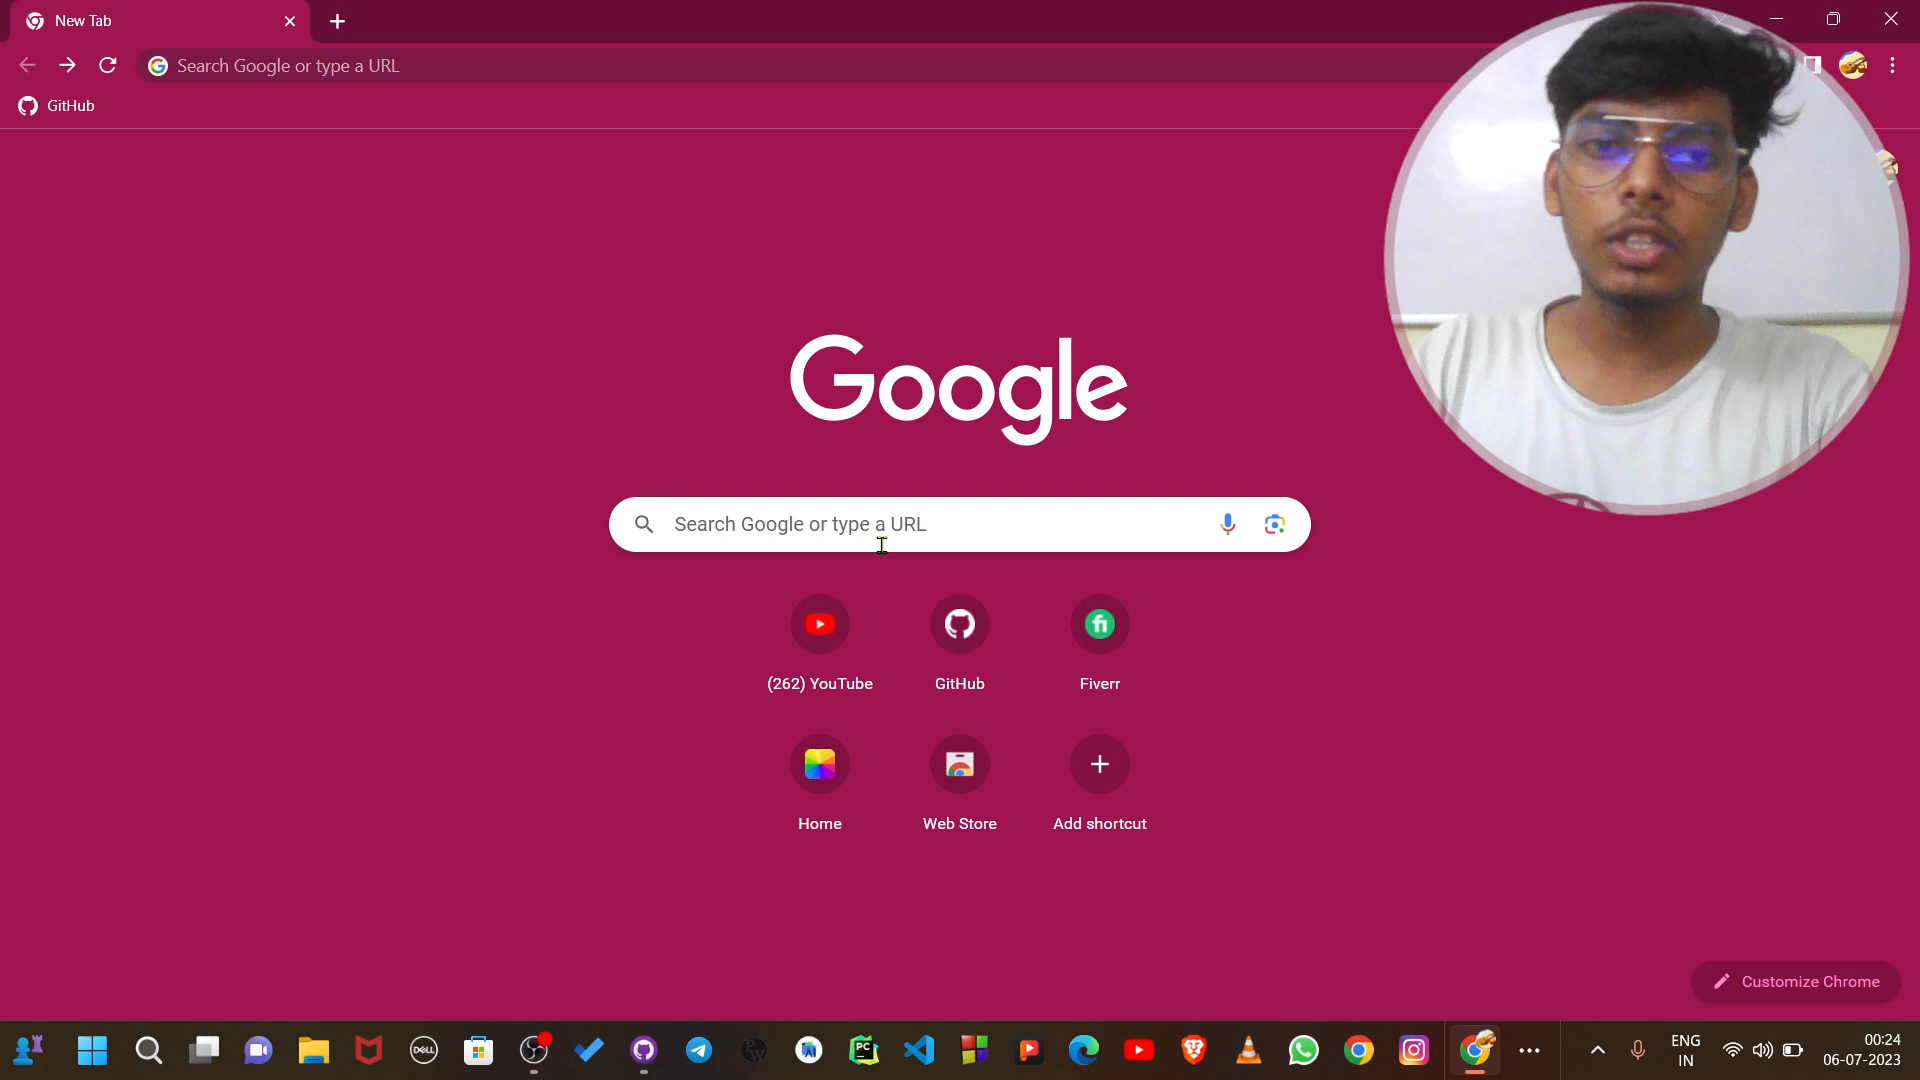 New Tab
Search Google or type a URL
GitHub
Google
Search Google or type a URL
(262) YouTube
GitHub
Fiverr
Home
Web Store
Add shortcut
Customize Chrome
ENG
IN
00:24
06-07-2023